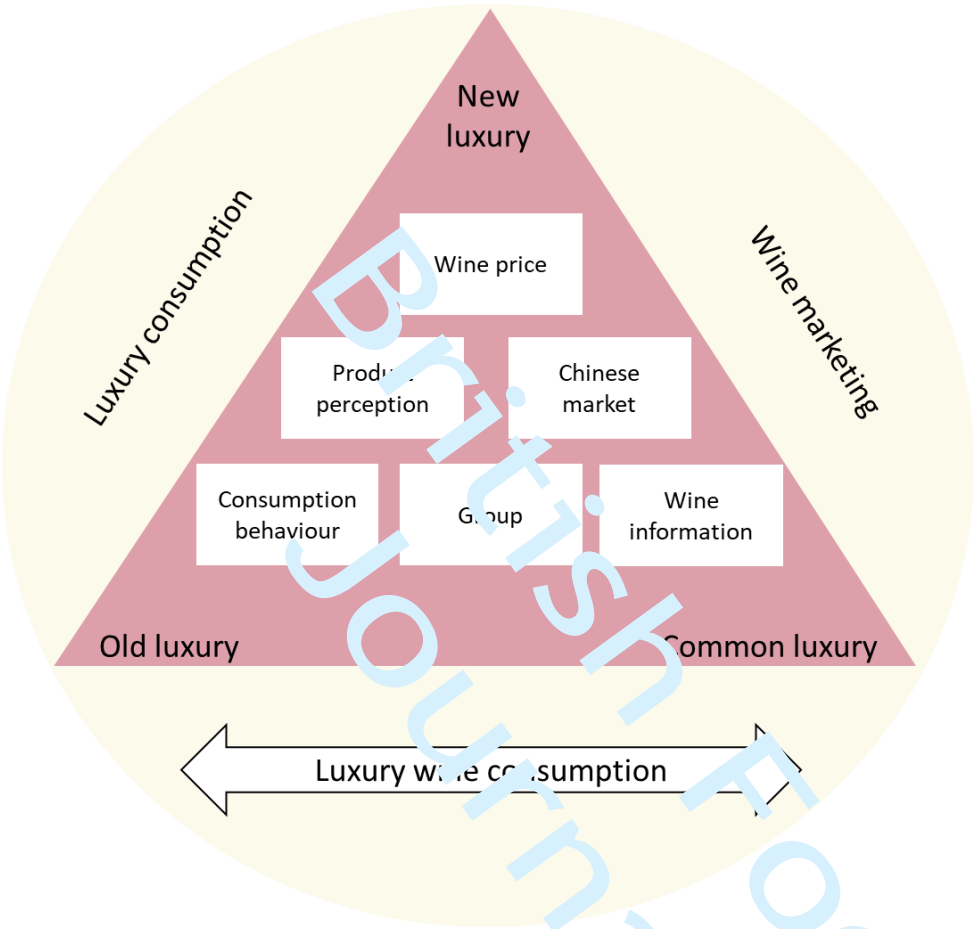 New
luxury
Luxury consumption
Wine marketing
Wine price
Product
perception
Chinese
market
Consumption
behaviour
Group
Wine
information
Old luxury
Common luxury
Luxury wine consumption
British